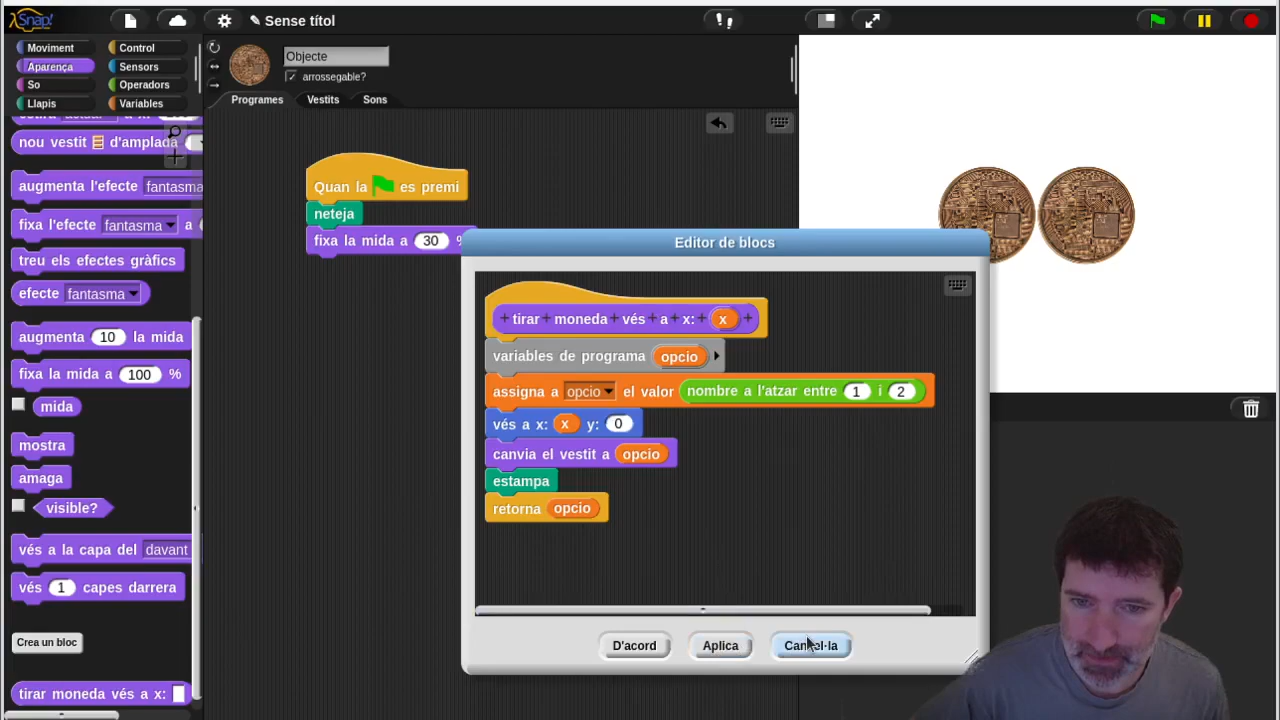 Snap!
Sense títol
Moviment
Control
Aparença
Sensors
So
Operadors
Llapis
Variables
nou vestit d'amplada
augmenta l'efecte fantasma
fixa l'efecte fantasma a
treu els efectes gràfics
efecte fantasma
augmenta 10 la mida
fixa la mida a 100 %
mida
mostra
amaga
visible?
vés a la capa del davant
vés 1 capes darrera
Crea un bloc
tirar moneda vés a x:
Objecte
arrossegable?
Programes Vestits Sons
Quan la es premi
neteja
fixa la mida a 30 %
Editor de blocs
+ tirar + moneda + vés + a + x: + x +
variables de programa opcio
assigna a opcio el valor nombre a l'atzar entre 1 i 2
vés a x: x y: 0
canvia el vestit a opcio
estampa
retorna opcio
D'acord Aplica Cancel·la